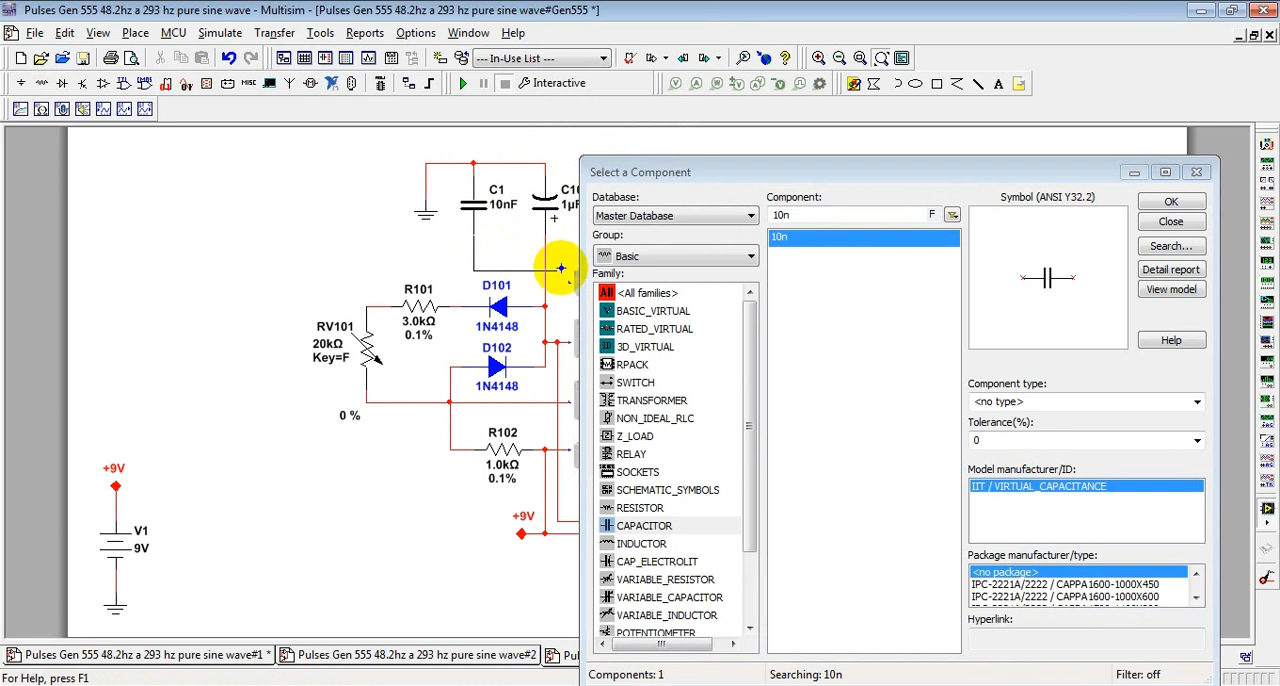 Pulses Gen 555 48.2hz a 293 hz pure sine wave - Multisim - [Pulses Gen 555 48.2hz a 293 hz pure sine wave#Gen555 *]
File Edit View Place MCU Simulate Transfer Tools Reports Options Window Help
--- In-Use List ---
MISC
Interactive
V A W
A
Select a Component
Database:
Master Database
Group:
Basic
Family:
All <All families>
BASIC_VIRTUAL
RATED_VIRTUAL
3D_VIRTUAL
RPACK
SWITCH
TRANSFORMER
NON_IDEAL_RLC
Z_LOAD
RELAY
SOCKETS
SCHEMATIC_SYMBOLS
RESISTOR
CAPACITOR
INDUCTOR
CAP_ELECTROLIT
VARIABLE_RESISTOR
VARIABLE_CAPACITOR
VARIABLE_INDUCTOR
POTENTIOMETER
Component:
10n F
10n
Symbol (ANSI Y32.2)
OK
Close
Search...
Detail report
View model
Help
Component type:
<no type>
Tolerance(%):
0
Model manufacturer/ID:
IIT / VIRTUAL_CAPACITANCE
Package manufacturer/type:
<no package>
IPC-2221A/2222 / CAPPA1600-1000X450
IPC-2221A/2222 / CAPPA1600-1000X600
Hyperlink:
Components: 1
Searching: 10n
Filter: off
C1
10nF
C10
1µF
+
R101
3.0kΩ
0.1%
D101
1N4148
RV101
20kΩ
Key=F
0 %
D102
1N4148
R102
1.0kΩ
0.1%
+9V
+9V
V1
9V
Pulses Gen 555 48.2hz a 293 hz pure sine wave#1 *
Pulses Gen 555 48.2hz a 293 hz pure sine wave#2
Pu
For Help, press F1